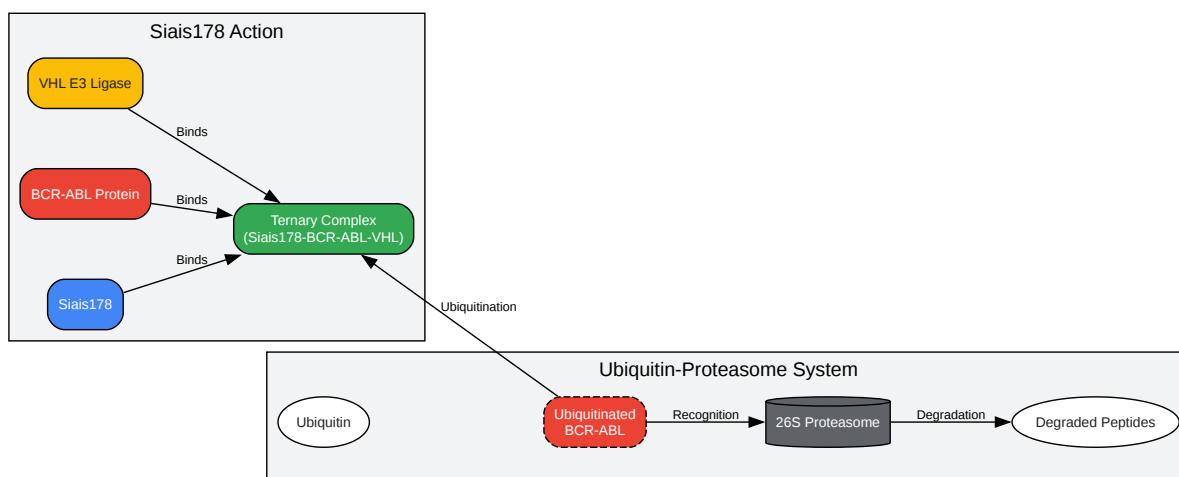 Siais178 Action
VHL E3 Ligase
Binds
BCR-ABL Protein
Binds
Ternary Complex
(Siais178-BCR-ABL-VHL)
Binds
Siais178
Ubiquitination
Ubiquitin-Proteasome System
Ubiquitin
Ubiquitinated
BCR-ABL
Recognition
26S Proteasome
Degradation
Degraded Peptides